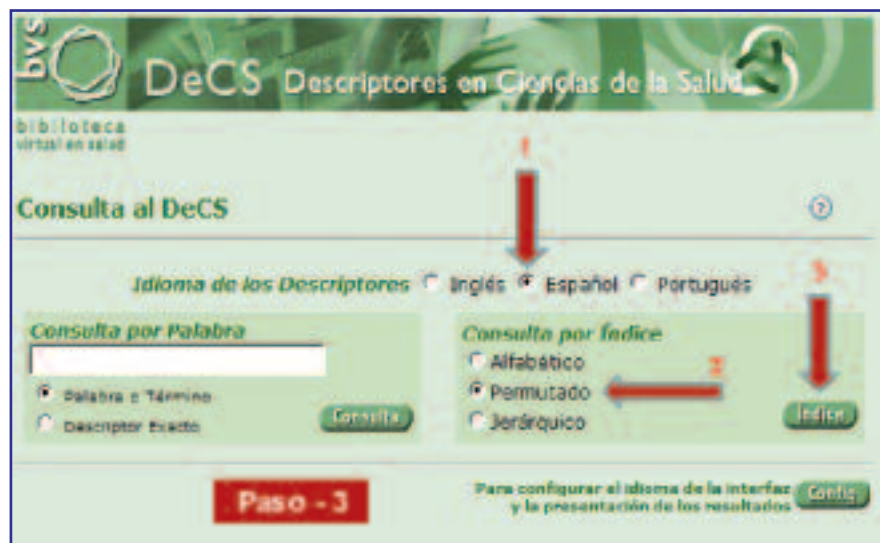 bvs
DeCS Descriptores en Ciencias de la Salud
biblioteca
virtual en salud
1
Consulta al DeCS
?
3
Idioma de los Descriptores Inglés Español Portugués
Consulta por Palabra
Palabra o Término
Descriptor Exacto
Consulta
Consulta por Índice
Alfabético
2
Permutado
Jerárquico
Índice
Paso - 3
Para configurar el idioma de la interfaz
y la presentación de los resultados
Config